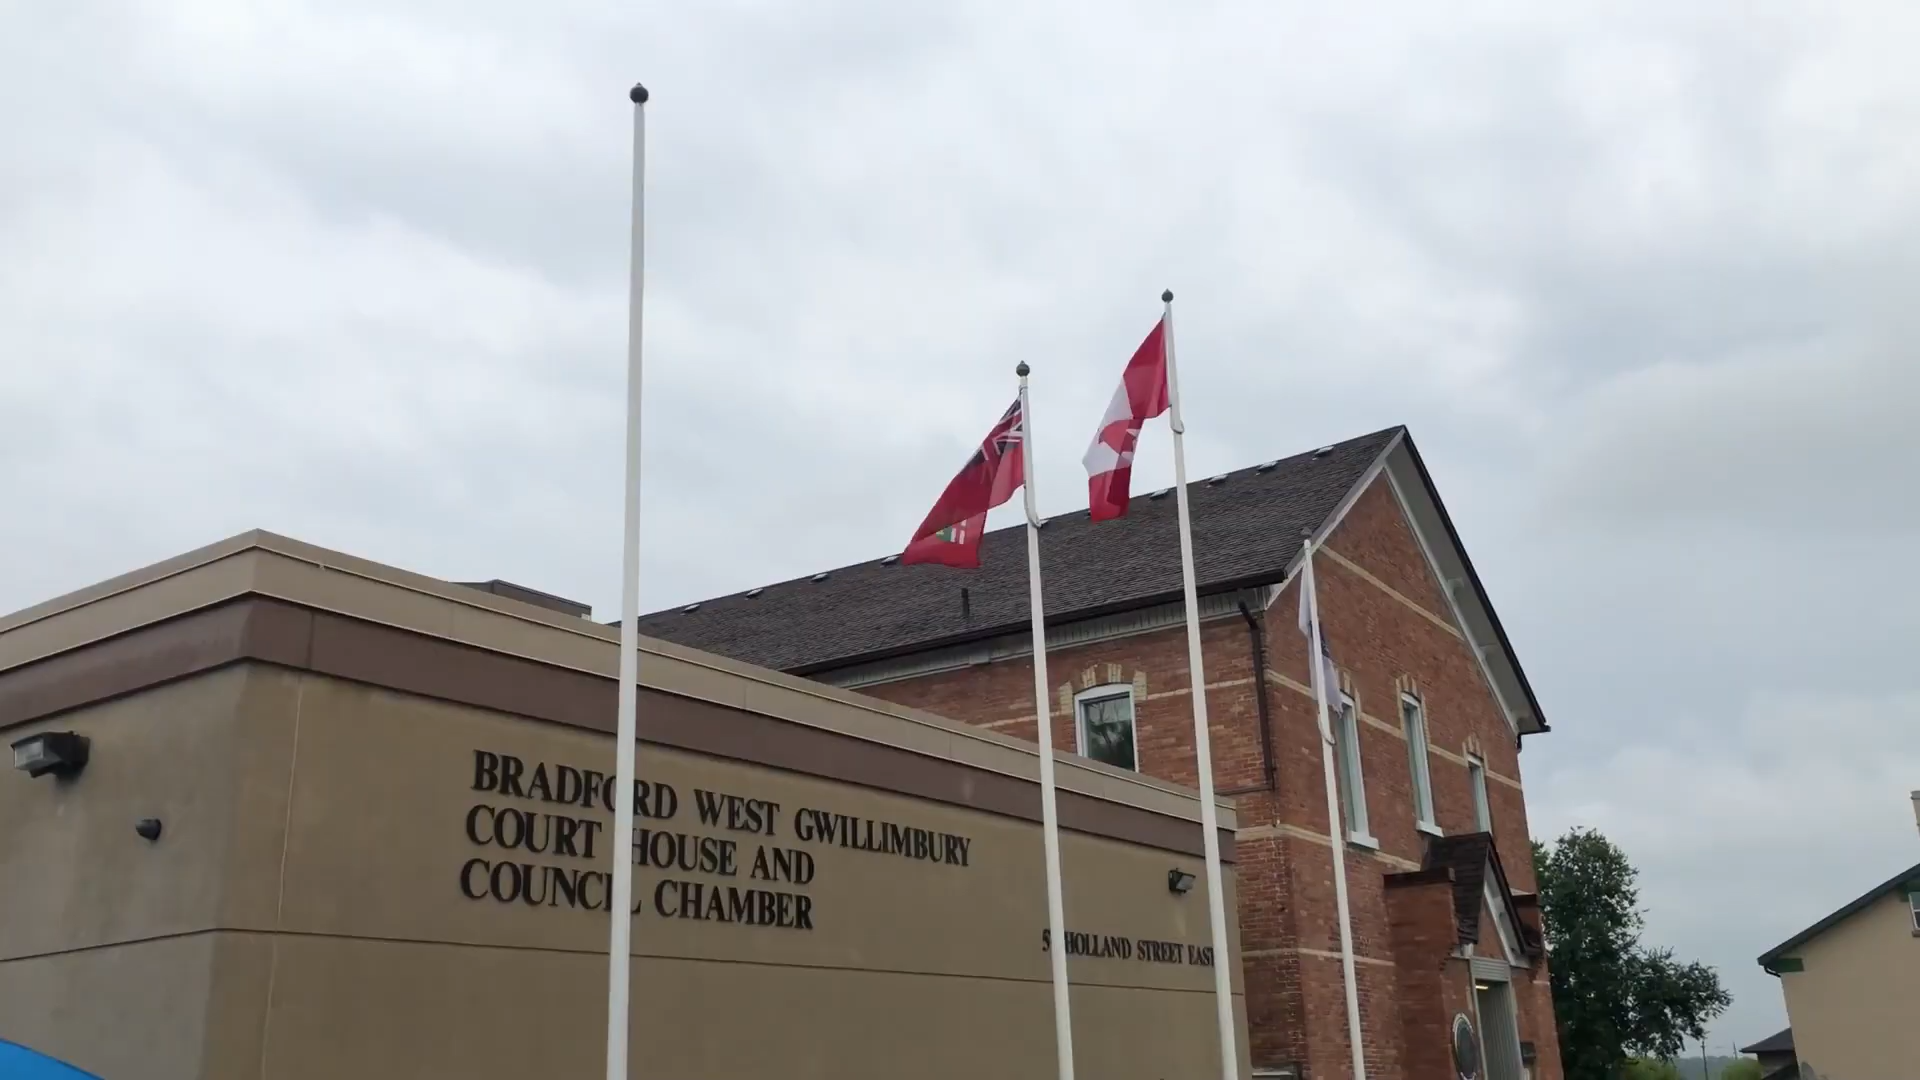 BRADFORD WEST GWILLIMBURY
COURT HOUSE AND
COUNCIL CHAMBER
HOLLAND STREET EAST